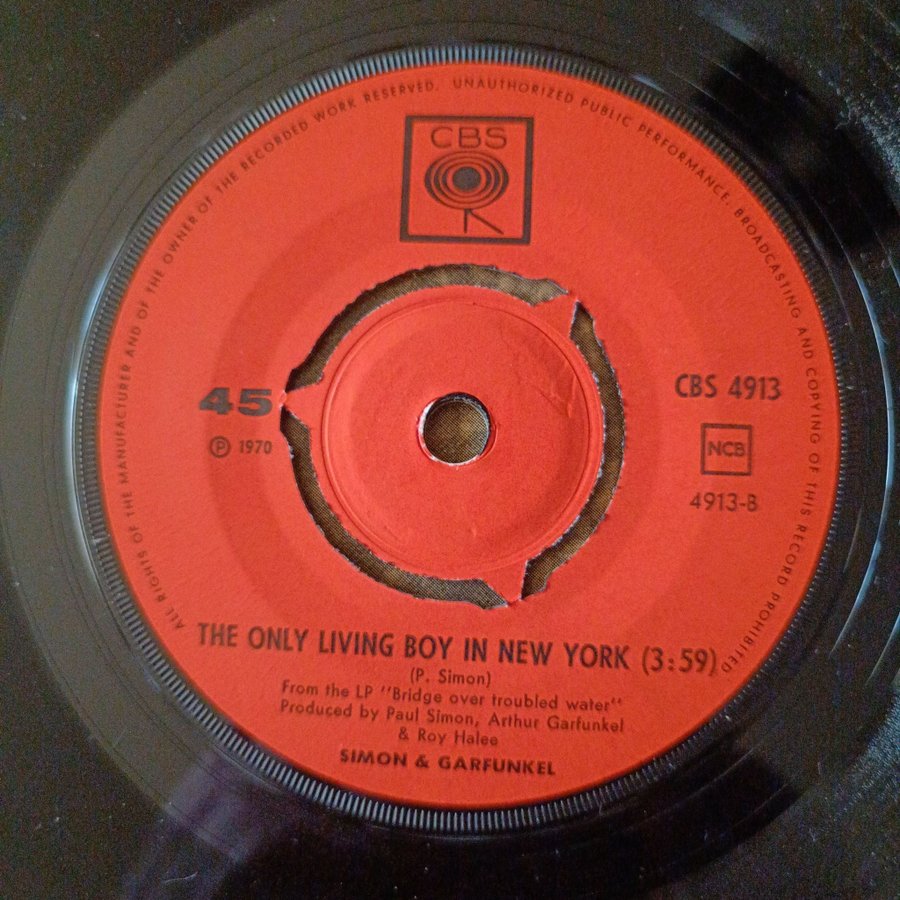 ALL RIGHTS OF THE MANUFACTURER AND OF THE OWNER OF THE RECORDED WORK RESERVED. UNAUTHORIZED PUBLIC PERFORMANCE, BROADCASTING AND COPYING OF THIS RECORD PROHIBITED
CBS
45
℗ 1970
CBS 4913
NCB
4913-B
THE ONLY LIVING BOY IN NEW YORK (3:59)
(P. Simon)
From the LP "Bridge over troubled water"
Produced by Paul Simon, Arthur Garfunkel
& Roy Halee
SIMON & GARFUNKEL